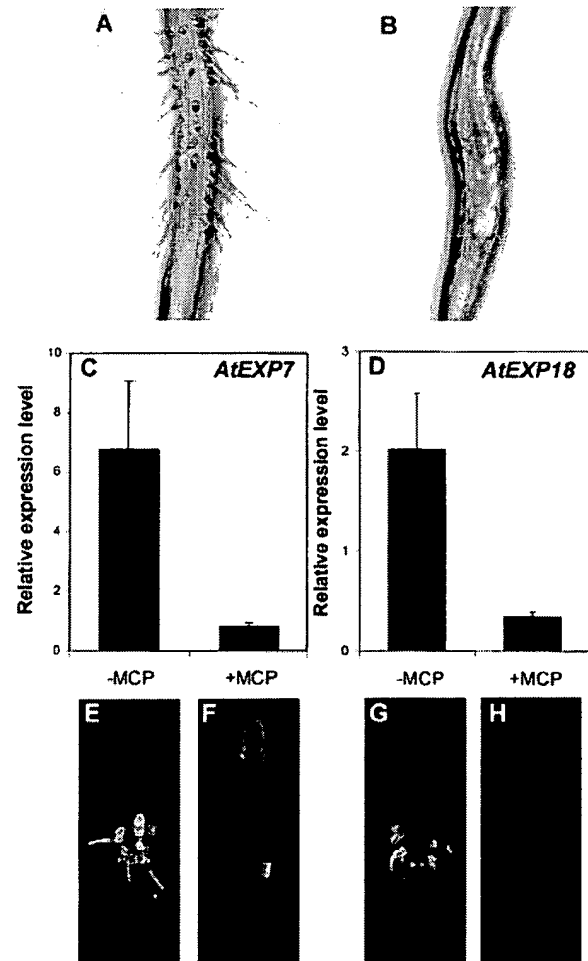 A
B
C
AtEXP7
Relative expression level
10
8
6
4
2
0
-MCP
+MCP
D
AtEXP18
Relative expression level
3
2
1
0
-MCP
+MCP
E
F
G
H